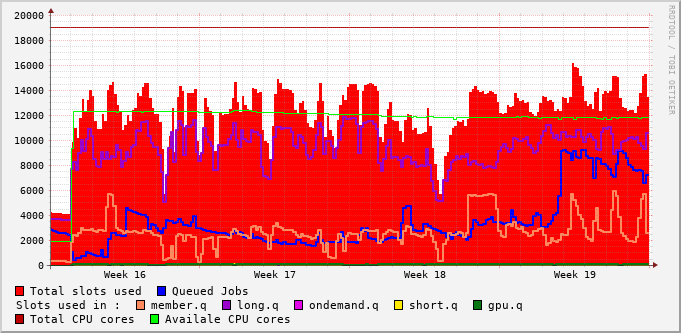 20000
18000
16000
14000
12000
10000
8000
6000
4000
2000
0
Week 16 Week 17 Week 18 Week 19
RRDTOOL / TOBI OETIKER
Total slots used Queued Jobs
Slots used in : member.q long.q ondemand.q short.q gpu.q
Total CPU cores Availale CPU cores